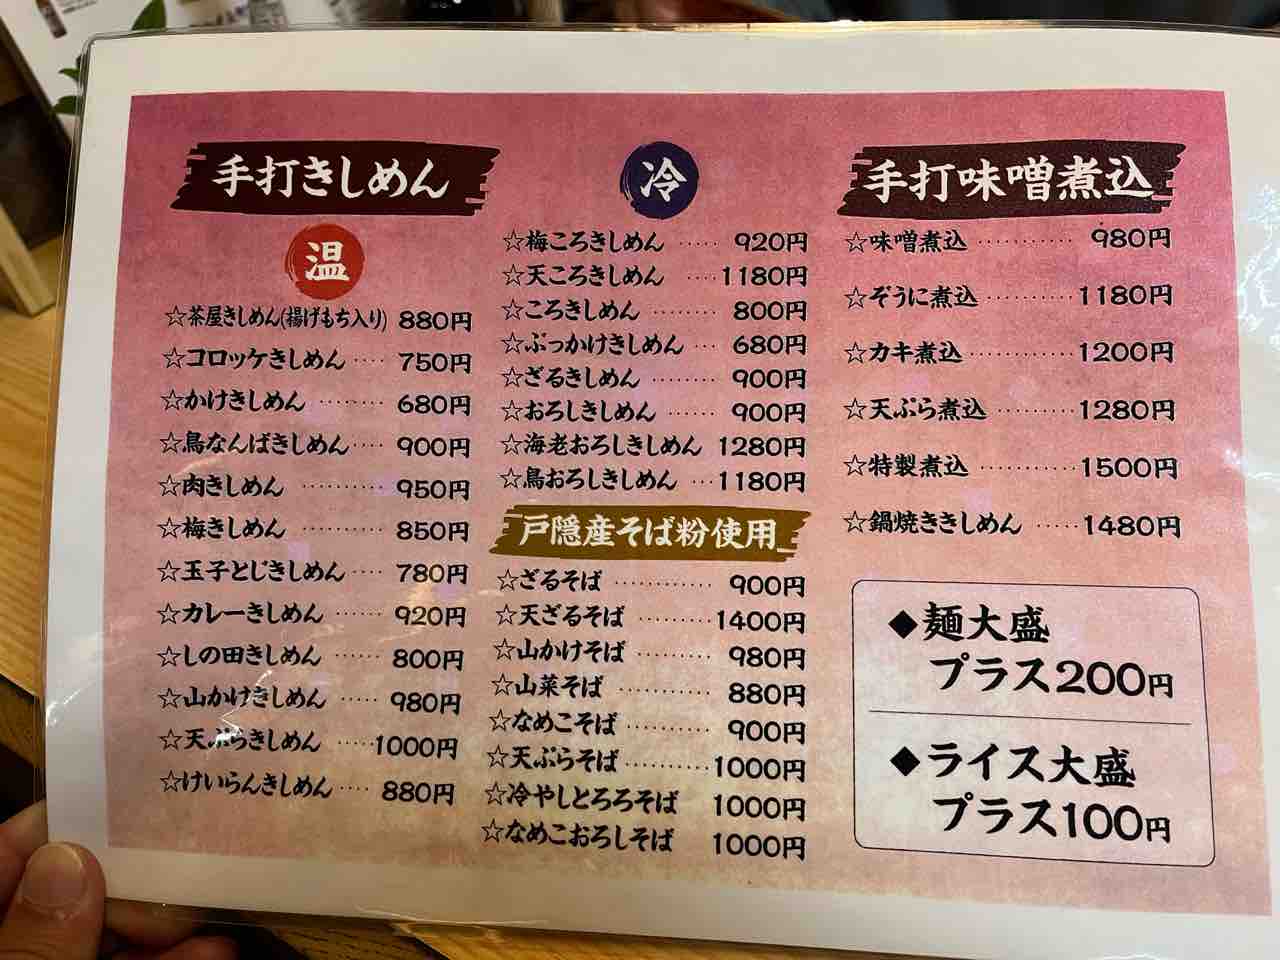 手打きしめん
温
☆茶屋きしめん(揚げもち入り) 880円
☆コロッケきしめん ···· 750円
☆かけきしめん ······ 680円
☆鳥なんばきしめん ···· 900円
☆肉きしめん ········ 950円
☆梅きしめん ········ 850円
☆玉子とじきしめん ···· 780円
☆カレーきしめん ······ 920円
☆しの田きしめん ······ 800円
☆山かけきしめん ······ 980円
☆天ぷらきしめん ·····1000円
☆けいらんきしめん ···· 880円
冷
☆梅ころきしめん ····· 920円
☆天ころきしめん ····1180円
☆ころきしめん ········ 800円
☆ぶっかけきしめん ··· 680円
☆ざるきしめん ········ 900円
☆おろしきしめん ······ 900円
☆海老おろしきしめん 1280円
☆鳥おろしきしめん ···1180円
戸隠産そば粉使用
☆ざるそば ············ 900円
☆天ざるそば ·········1400円
☆山かけそば ·········· 980円
☆山菜そば ··········· 880円
☆なめこそば ·········· 900円
☆天ぷらそば ··········1000円
☆冷やしとろろそば 1000円
☆なめこおろしそば 1000円
手打味噌煮込
☆味噌煮込 ··········· 980円
☆ぞうに煮込 ··········1180円
☆カキ煮込 ············1200円
☆天ぷら煮込 ·········1280円
☆特製煮込 ···········1500円
☆鍋焼ききしめん ·····1480円
◆麺大盛
プラス200円
◆ライス大盛
プラス100円